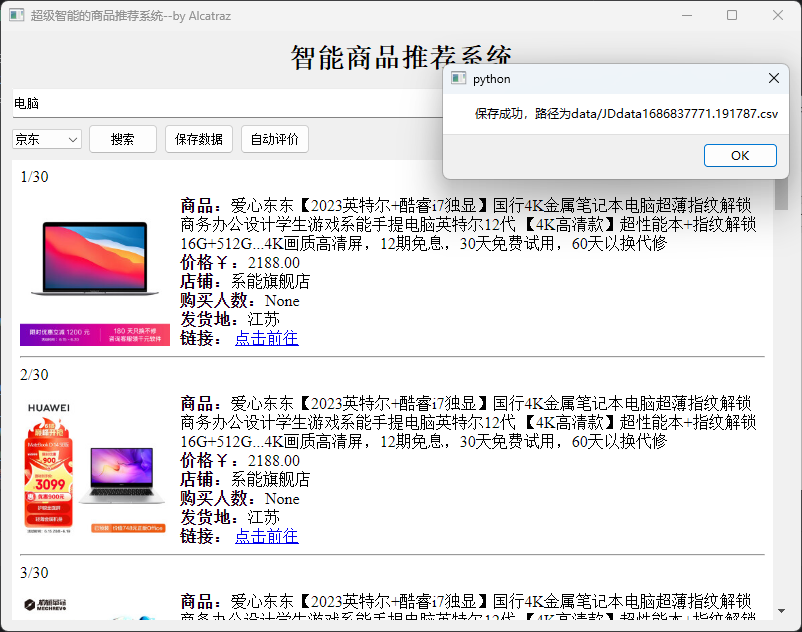 超级智能的商品推荐系统--by Alcatraz
智能商品推荐系统
python
保存成功，路径为data/JDdata1686837771.191787.csv
OK
电脑
京东
搜索
保存数据
自动评价
1/30
商品：爱心东东【2023英特尔+酷睿i7独显】国行4K金属笔记本电脑超薄指纹解锁
商务办公设计学生游戏系能手提电脑英特尔12代 【4K高清款】超性能本+指纹解锁
16G+512G...4K画质高清屏，12期免息，30天免费试用，60天以换代修
价格￥：2188.00
店铺：系能旗舰店
购买人数：None
发货地：江苏
链接： 点击前往
限时优惠立减 1200 元
180 天只换不修
2/30
商品：爱心东东【2023英特尔+酷睿i7独显】国行4K金属笔记本电脑超薄指纹解锁
商务办公设计学生游戏系能手提电脑英特尔12代 【4K高清款】超性能本+指纹解锁
16G+512G...4K画质高清屏，12期免息，30天免费试用，60天以换代修
价格￥：2188.00
店铺：系能旗舰店
购买人数：None
发货地：江苏
链接： 点击前往
HUAWEI
900
3099
3/30
商品：爱心东东【2023英特尔+酷睿i7独显】国行4K金属笔记本电脑超薄指纹解锁
商务办公设计学生游戏系能手提电脑英特尔12代 【4K高清款】超性能本+指纹解锁
MECHREVO